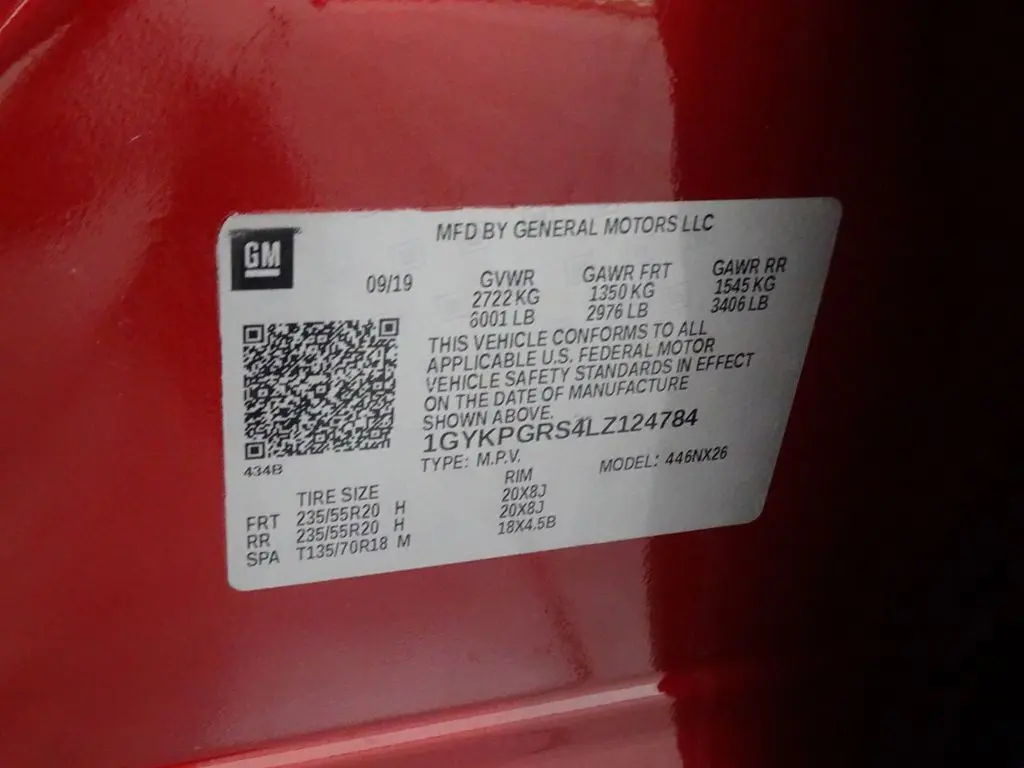 MFD BY GENERAL MOTORS LLC
GM
09/19
GVWR GAWR FRT GAWR RR
2722 KG 1350 KG 1545 KG
6001 LB 2976 LB 3406 LB
THIS VEHICLE CONFORMS TO ALL
APPLICABLE U.S. FEDERAL MOTOR
VEHICLE SAFETY STANDARDS IN EFFECT
ON THE DATE OF MANUFACTURE
SHOWN ABOVE.
1GYKPGRS4LZ124784
434B
TYPE: M.P.V. MODEL: 446NX26
TIRE SIZE RIM
FRT 235/55R20 H 20X8J
RR 235/55R20 H 20X8J
SPA T135/70R18 M 18X4.5B